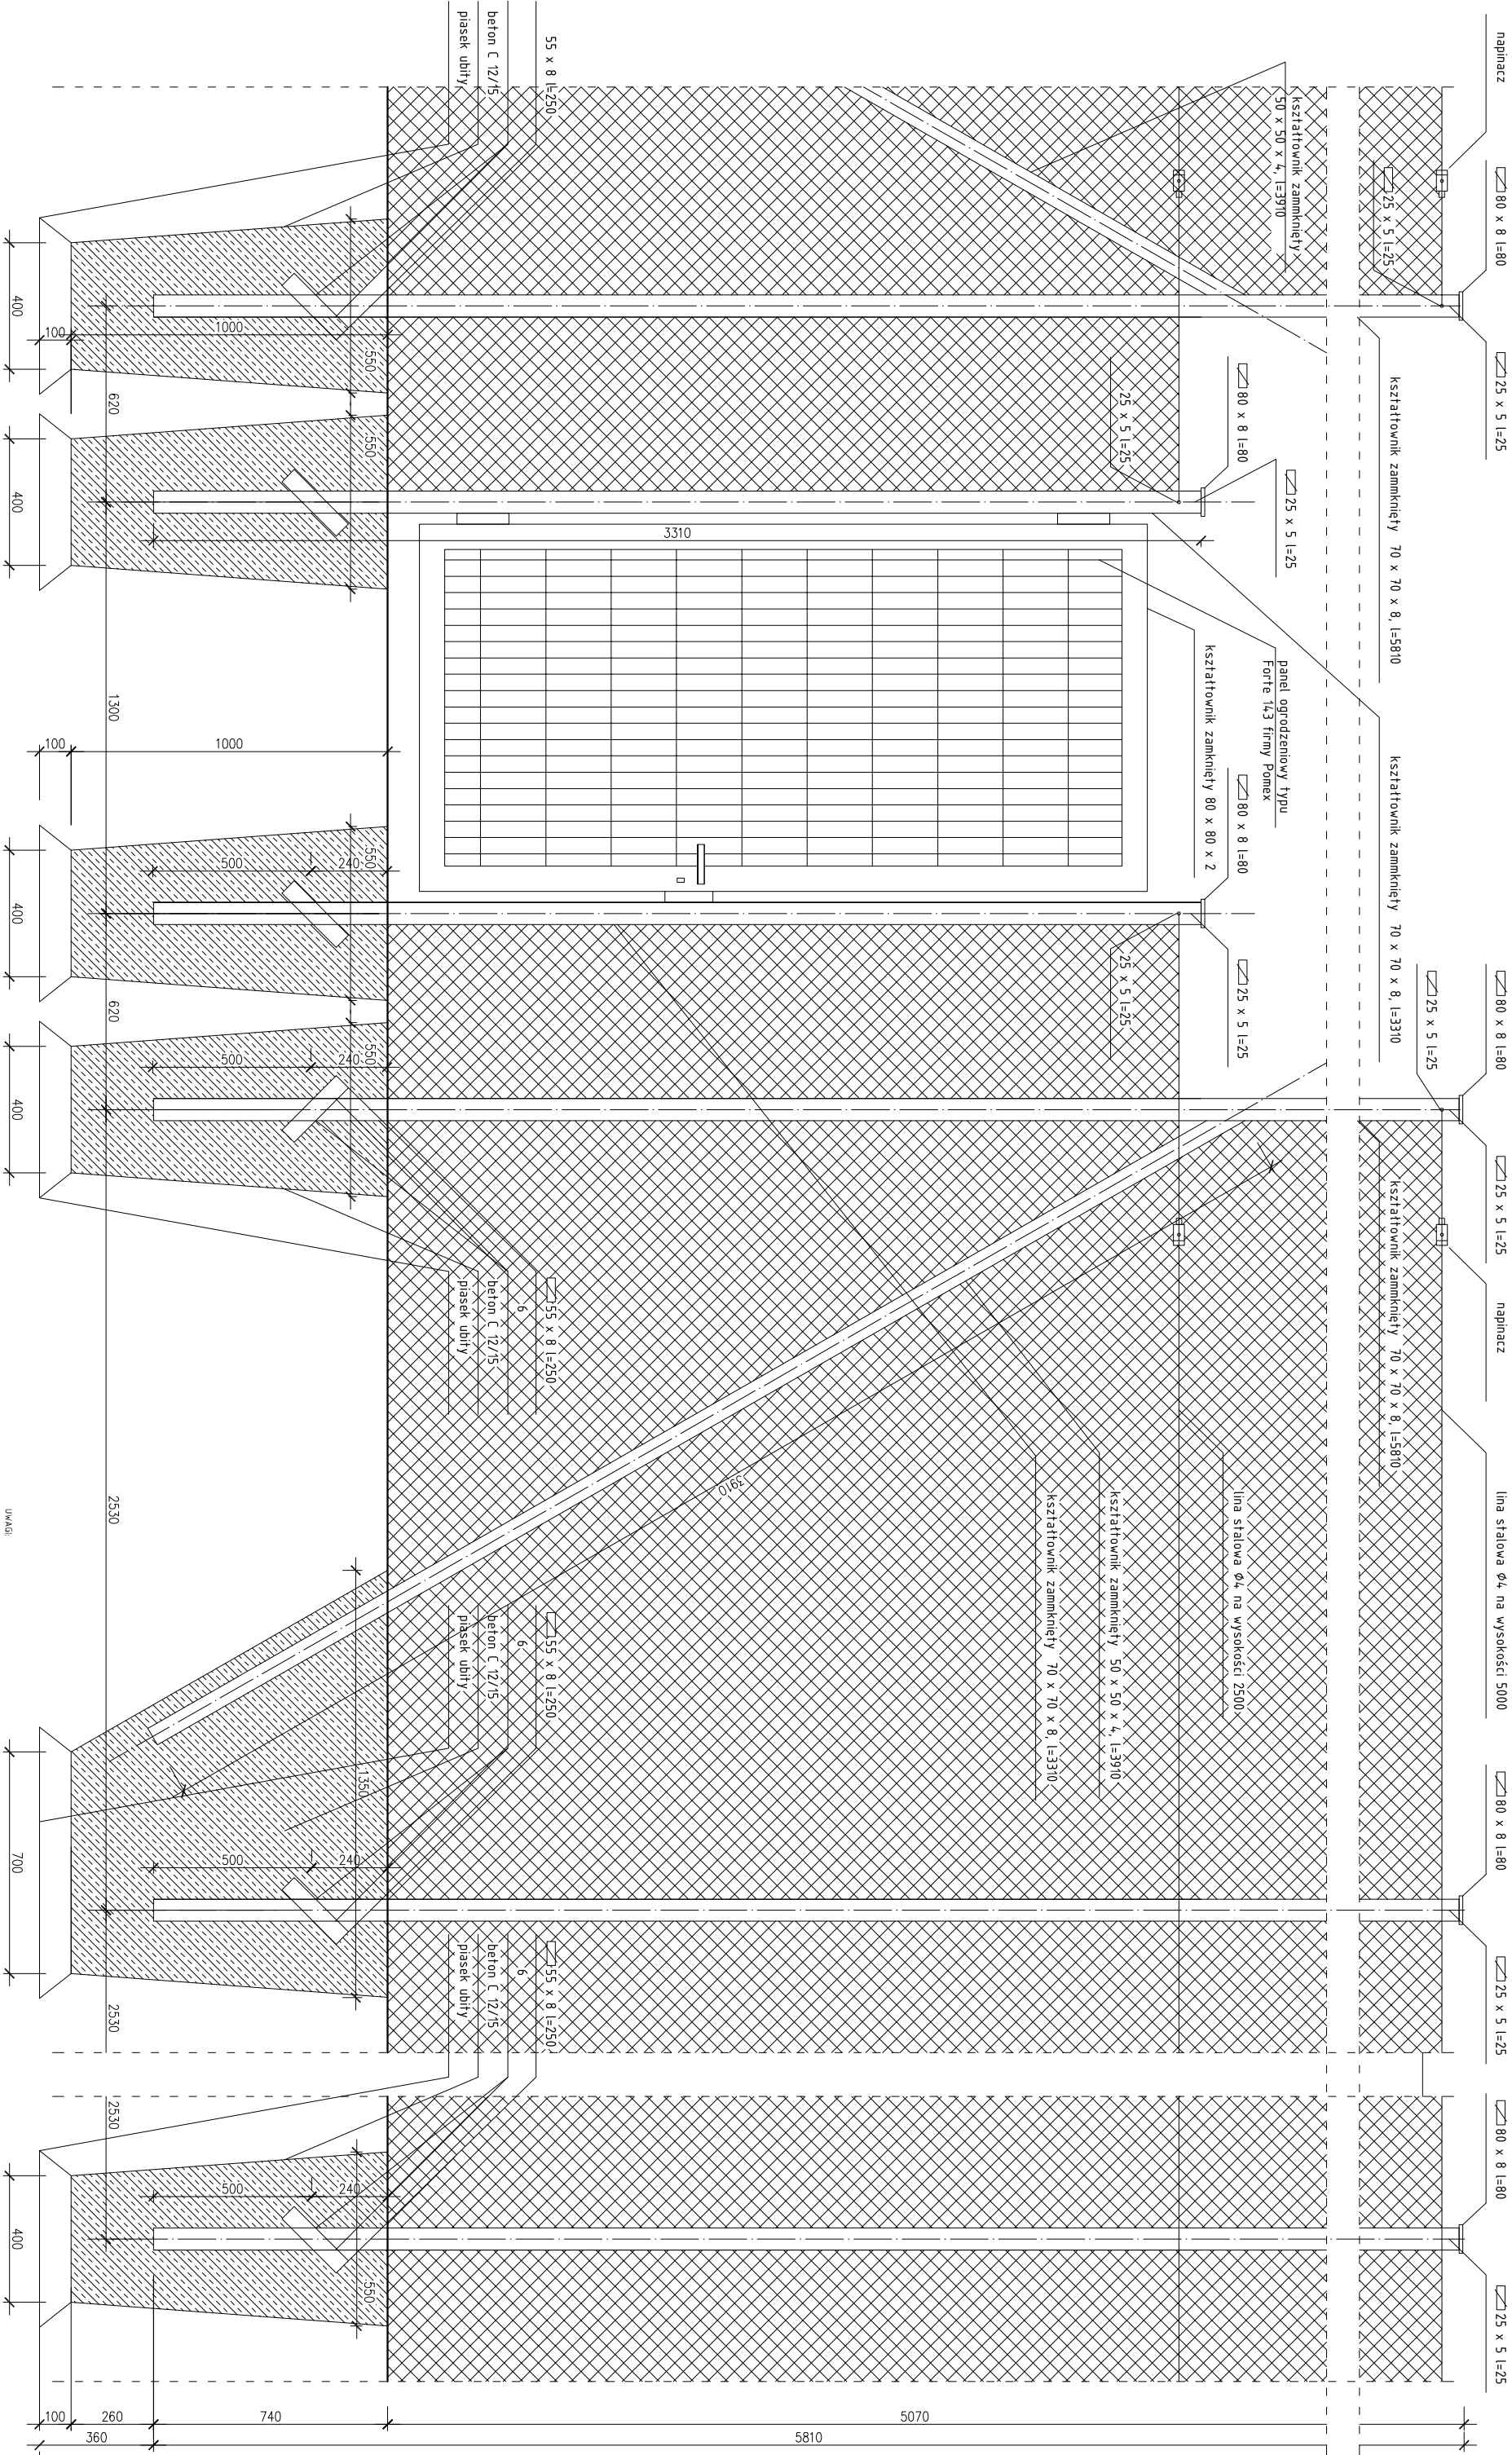 napinacz
80 x 8 l=80
25 x 5 l=25
80 x 8 l=80
25 x 5 l=25
napinacz
lina stalowa Ø4 na wysokości 5000
80 x 8 l=80
25 x 5 l=25
80 x 8 l=80
25 x 5 l=25
25 x 5 l=25
25 x 5 l=25
kształtownik zammknięty 70 x 70 x 8, l=5810
kształtownik zammknięty 70 x 70 x 8, l=3310
kształtownik zammknięty 70 x 70 x 8, l=5810
kształtownik zammknięty
50 x 50 x 4, l=3910
25 x 5 l=25
panel ogrodzeniowy typu
Forte 143 firmy Pomex
80 x 8 l=80
80 x 8 l=80
25 x 5 l=25
lina stalowa Ø4 na wysokości 2500
kształtownik zamknięty 80 x 80 x 2
25 x 5 l=25
25 x 5 l=25
kształtownik zammknięty 50 x 50 x 4, l=3910
kształtownik zammknięty 70 x 70 x 8, l=3310
3310
3910
55 x 8 l=250
beton C 12/15
piasek ubity
55 x 8 l=250
6
beton C 12/15
piasek ubity
55 x 8 l=250
6
beton C 12/15
piasek ubity
55 x 8 l=250
6
beton C 12/15
piasek ubity
550
550
550
550
1350
550
1000
100
1000
100
240
500
240
500
240
500
240
500
620
1300
620
2530
2530
2530
400
400
400
400
700
400
5070
740
260
100
5810
360
UWAGI: